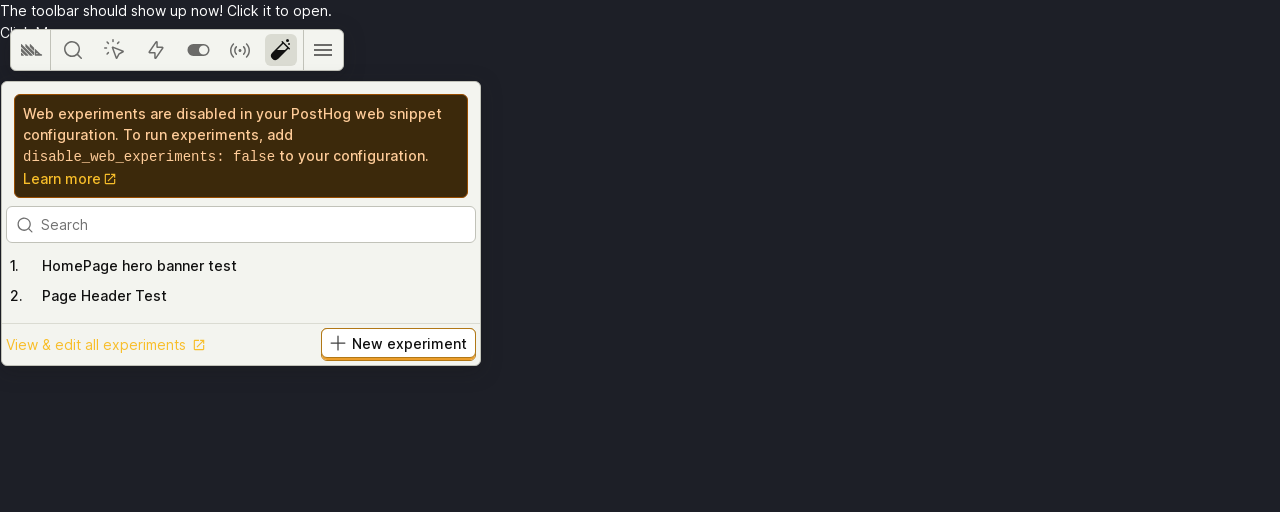 The toolbar should show up now! Click it to open.
Web experiments are disabled in your PostHog web snippet
configuration. To run experiments, add
disable_web_experiments: false to your configuration.
Learn more
Search
1. HomePage hero banner test
2. Page Header Test
View & edit all experiments
New experiment